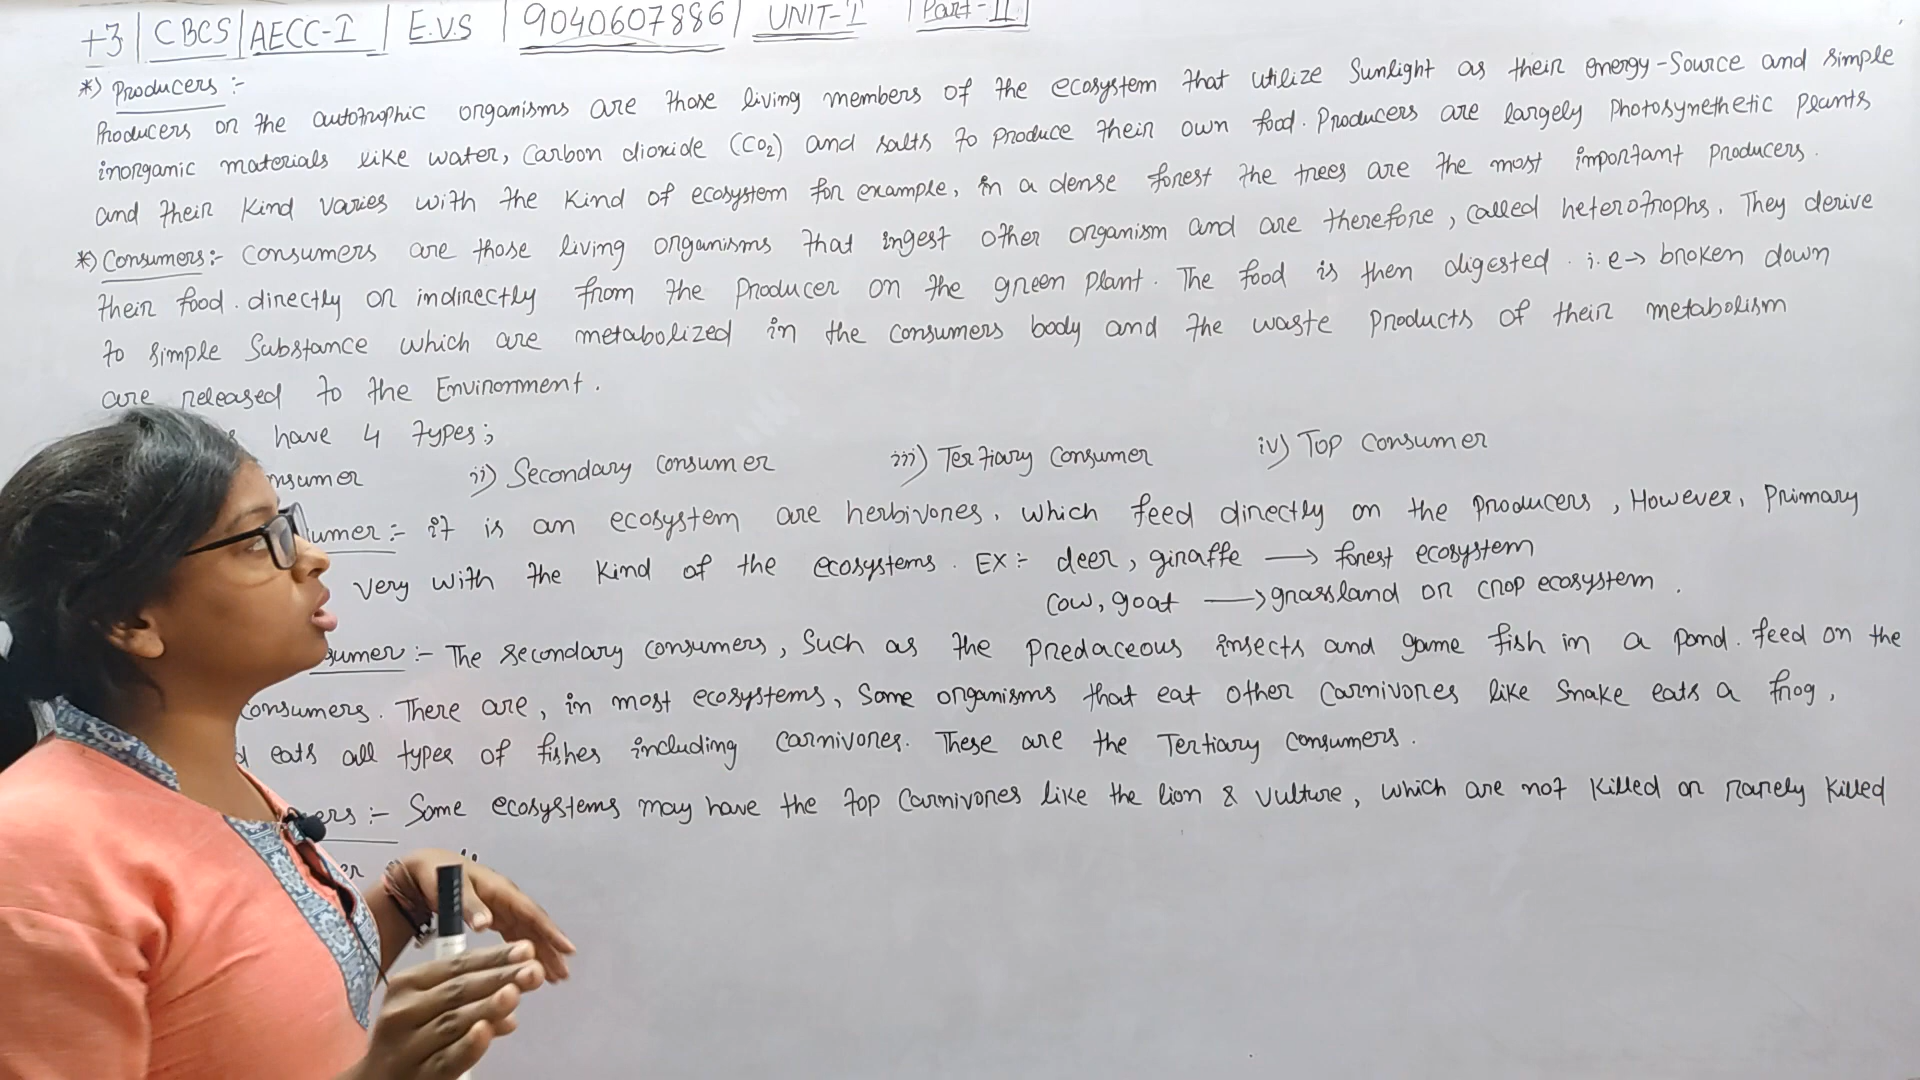 +3 | CBCS | AECC-I | E.V.S | 9040607886 | UNIT-I | Part-II |
*) Producers :-
Producers or the autotrophic organisms are those living members of the ecosystem that utilize Sunlight as their energy-Source and simple
inorganic materials like water, Carbon dioxide (CO2) and salts to produce their own food. Producers are largely photosynethetic plants
and their kind varies with the kind of ecosystem for example, in a dense forest the trees are the most important producers.
*) Consumers:- Consumers are those living organisms that ingest other organism and are therefore, called heterotrophs. They derive
their food. directly or indirectly from the producer or the green plant. The food is then digested. i.e→ broken down
to simple Substance which are metabolized in the consumers body and the waste products of their metabolism
are released to the Environment.
have 4 types;
nsumer ii) Secondary consumer iii) Tertiary Consumer iv) Top consumer
umer:- it is an ecosystem are herbivores, which feed directly on the producers, However, primary
very with the kind of the ecosystems. EX:- deer, giraffe → forest ecosystem
Cow, goat → grassland or crop ecosystem.
sumer:- The secondary consumers, Such as the predaceous insects and game fish in a pond. feed on the
consumers. There are, in most ecosystems, Some organisms that eat other Carnivores like Snake eats a frog,
d eats all types of fishes including carnivores. These are the Tertiary consumers.
ers:- Some ecosystems may have the top Carnivores like the lion & vulture, which are not killed or rarely killed
er